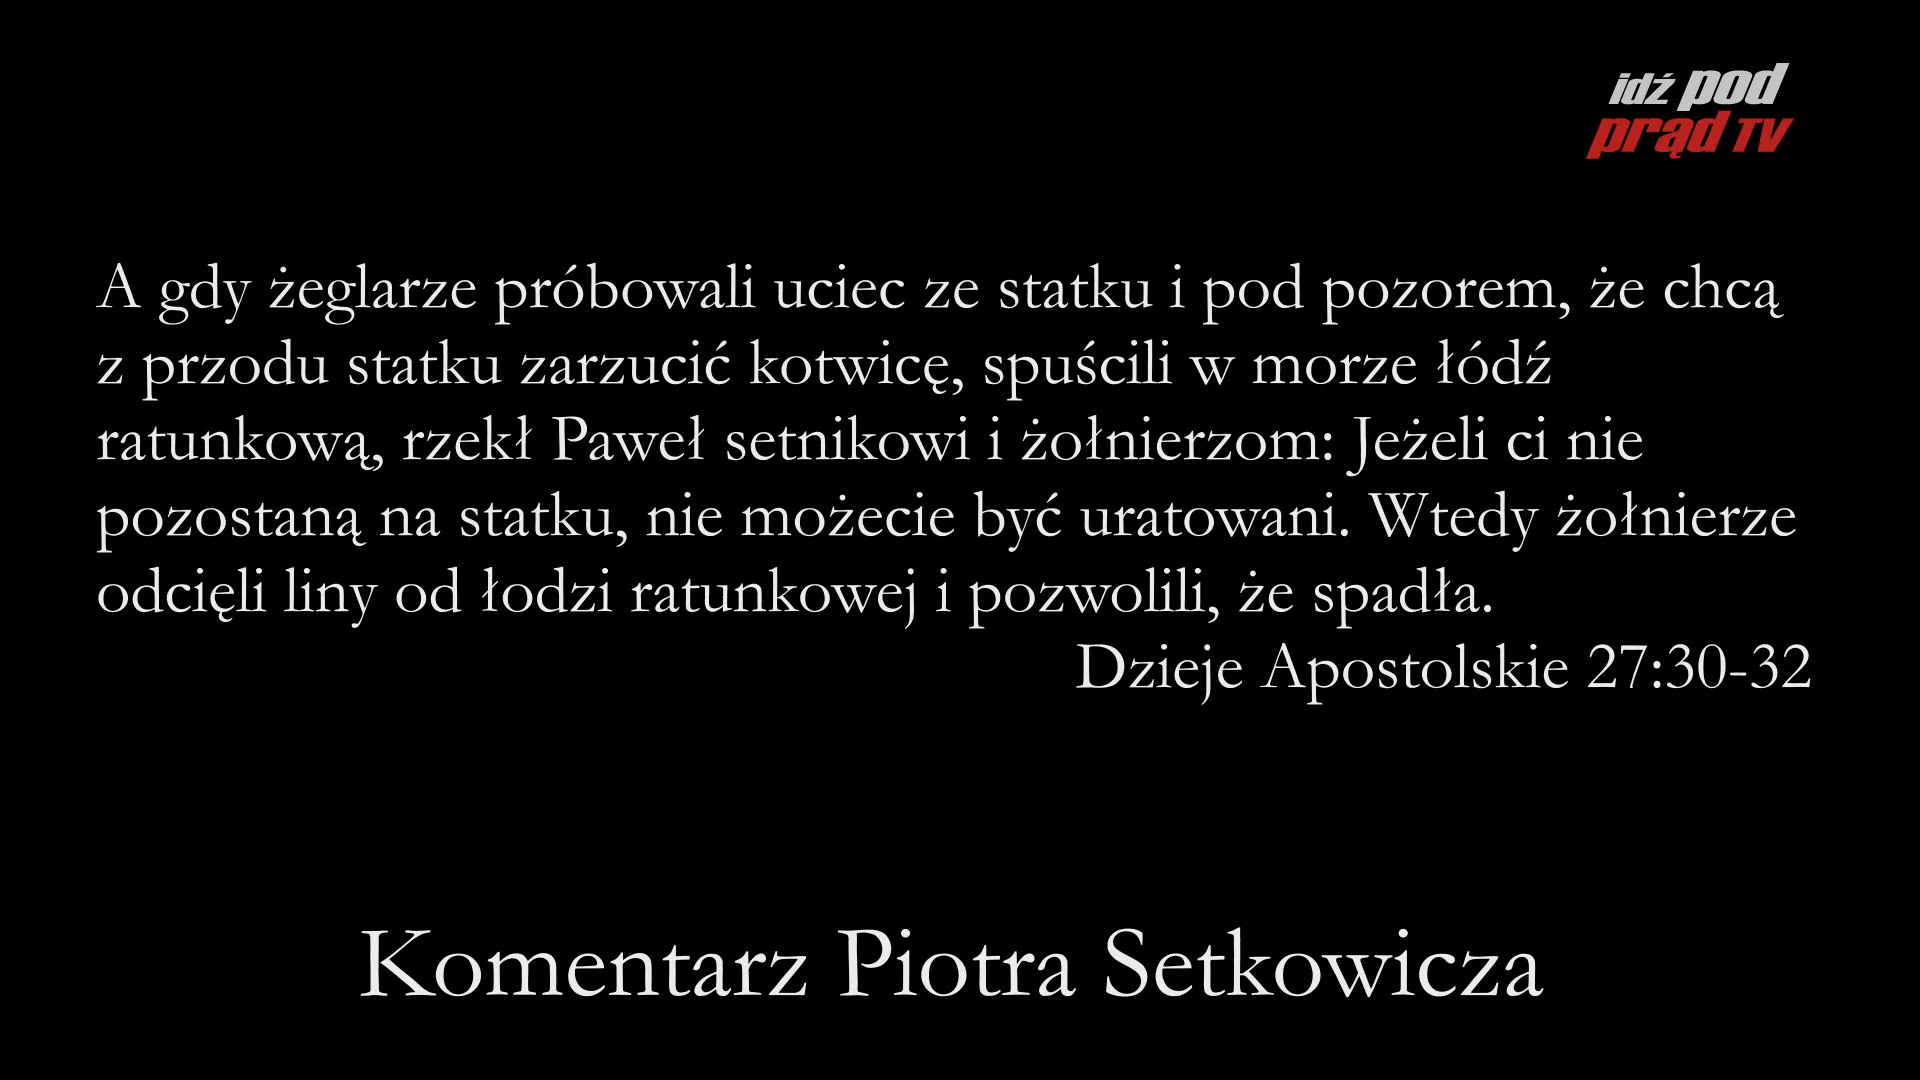 idź pod
prąd TV
A gdy żeglarze próbowali uciec ze statku i pod pozorem, że chcą
z przodu statku zarzucić kotwicę, spuścili w morze łódź
ratunkową, rzekł Paweł setnikowi i żołnierzom: Jeżeli ci nie
pozostaną na statku, nie możecie być uratowani. Wtedy żołnierze
odcięli liny od łodzi ratunkowej i pozwolili, że spadła.
Dzieje Apostolskie 27:30-32
Komentarz Piotra Setkowicza